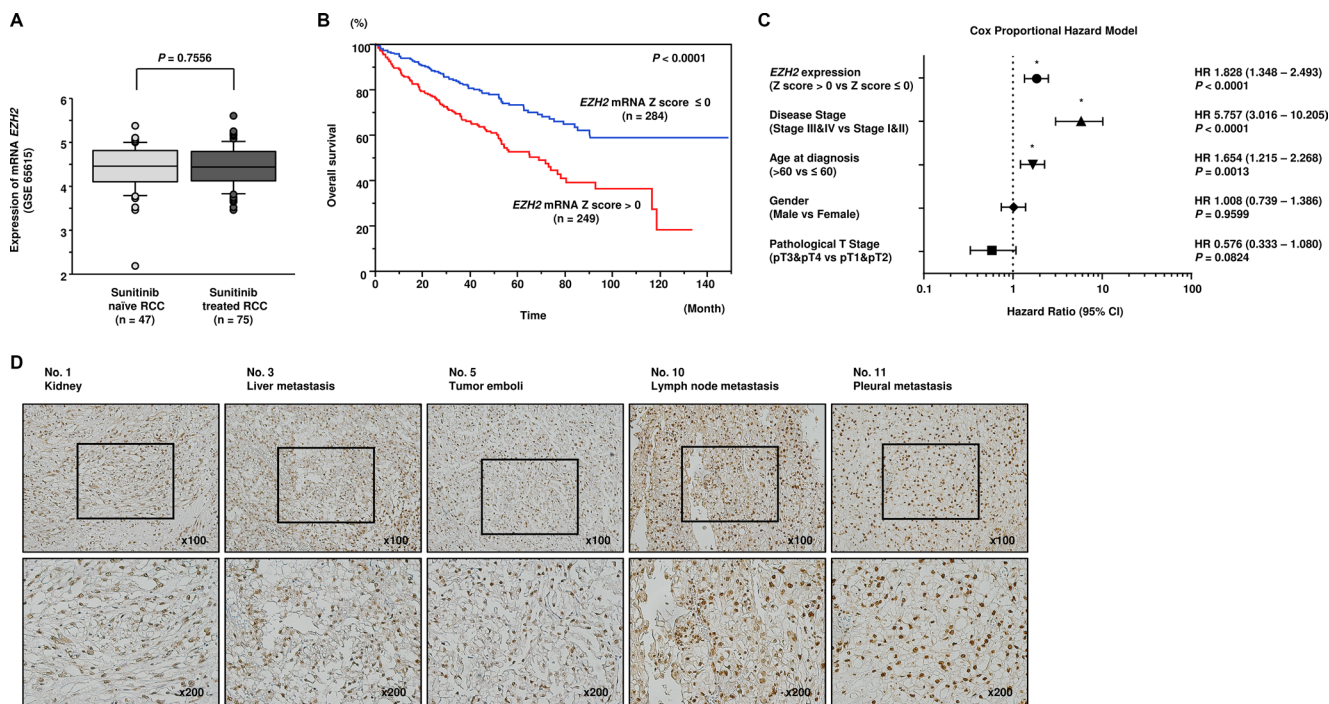 A
P = 0.7556
Expression of mRNA EZH2
(GSE 65615)
6
5
4.5
4
3
2
Sunitinib
naïve RCC
(n = 47)
Sunitinib
treated RCC
(n = 75)
B
(%)
P < 0.0001
EZH2 mRNA Z score ≤ 0
(n = 284)
EZH2 mRNA Z score > 0
(n = 249)
Overall survival
100
80
60
40
20
0
0 20 40 60 80 100 120 140
Time
(Month)
C
Cox Proportional Hazard Model
EZH2 expression
(Z score > 0 vs Z score ≤ 0)
*
HR 1.828 (1.348 – 2.493)
P < 0.0001
Disease Stage
(Stage III&IV vs Stage I&II)
*
HR 5.757 (3.016 – 10.205)
P < 0.0001
Age at diagnosis
(>60 vs ≤ 60)
*
HR 1.654 (1.215 – 2.268)
P = 0.0013
Gender
(Male vs Female)
HR 1.008 (0.739 – 1.386)
P = 0.9599
Pathological T Stage
(pT3&pT4 vs pT1&pT2)
HR 0.576 (0.333 – 1.080)
P = 0.0824
0.1 1 10 100
Hazard Ratio (95% CI)
D
No. 1
Kidney
No. 3
Liver metastasis
No. 5
Tumor emboli
No. 10
Lymph node metastasis
No. 11
Pleural metastasis
x100
x100
x100
x100
x100
x200
x200
x200
x200
x200